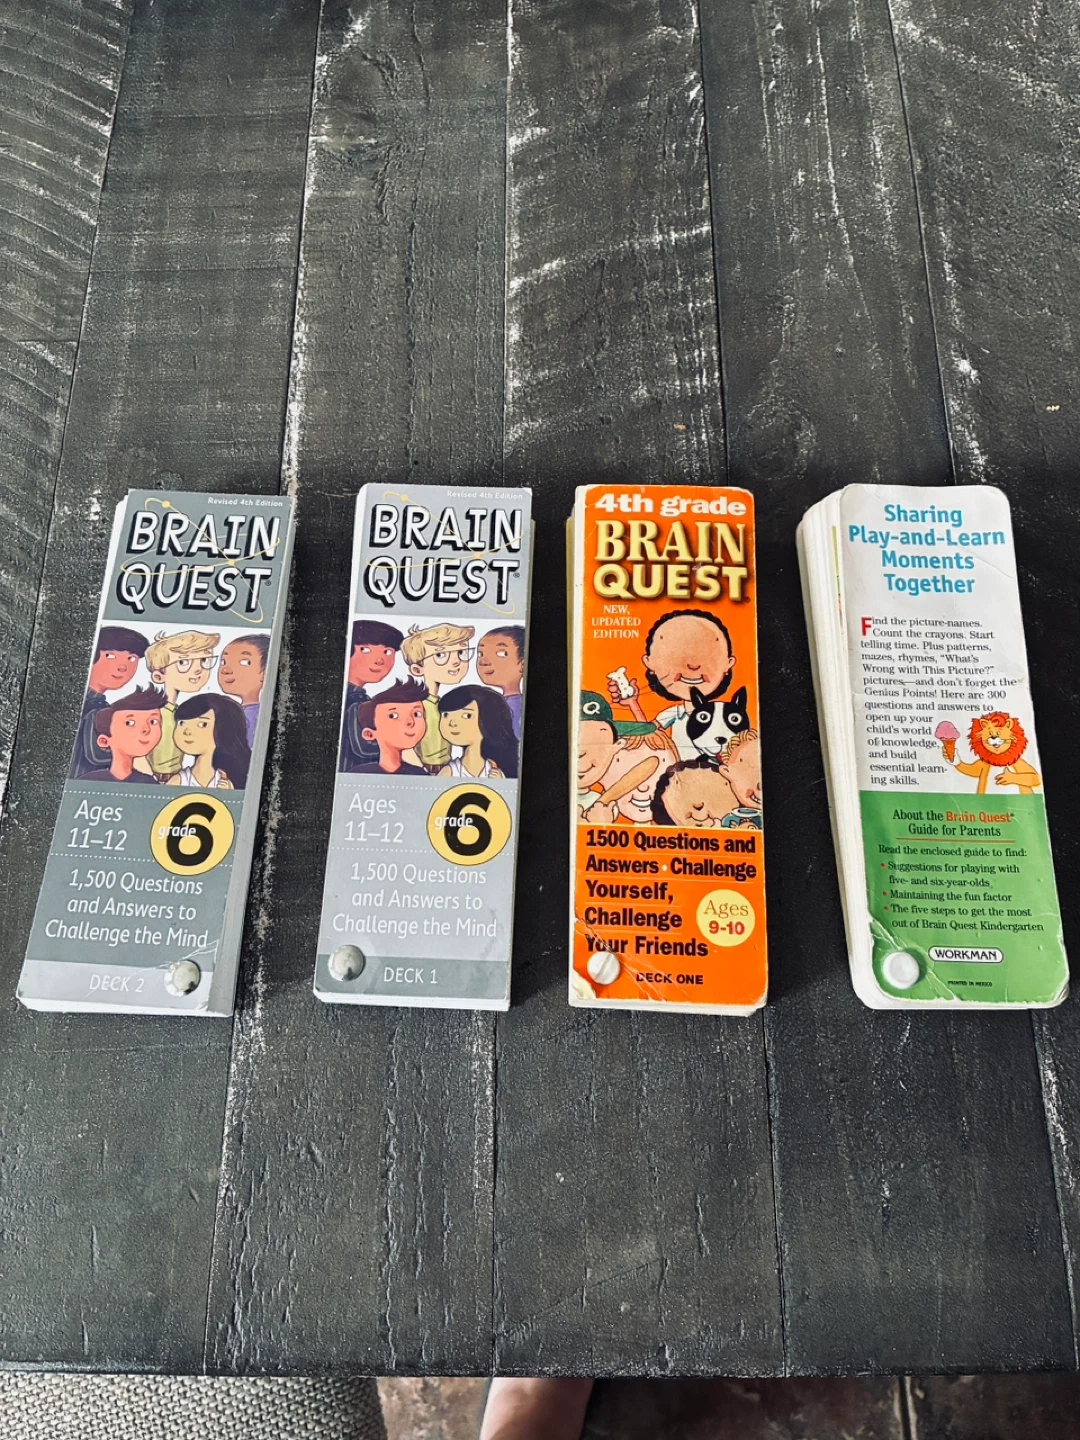 Revised 4th Edition
BRAIN
QUEST®
Ages
11–12
grade
6
1,500 Questions
and Answers to
Challenge the Mind
DECK 2
Revised 4th Edition
BRAIN
QUEST®
Ages
11–12
grade
6
1,500 Questions
and Answers to
Challenge the Mind
DECK 1
4th grade
BRAIN
QUEST
NEW,
UPDATED
EDITION
Q
1500 Questions and
Answers • Challenge
Yourself,
Challenge
Your Friends
Ages
9-10
DECK ONE
Sharing
Play-and-Learn
Moments
Together
Find the picture-names.
Count the crayons. Start
telling time. Plus patterns,
mazes, rhymes, "What's
Wrong with This Picture?"
pictures—and don't forget the
Genius Points! Here are 300
questions and answers to
open up your
child's world
of knowledge,
and build
essential learn-
ing skills.
About the Brain Quest®
Guide for Parents
Read the enclosed guide to find:
• Suggestions for playing with
five- and six-year-olds
• Maintaining the fun factor
• The five steps to get the most
out of Brain Quest Kindergarten
WORKMAN
PRINTED IN MEXICO